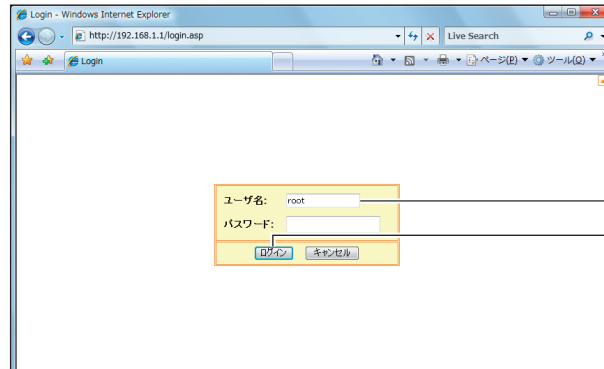 Login - Windows Internet Explorer
http://192.168.1.1/login.asp
Live Search
Login
ページ(P)
ツール(O)
ユーザ名:
root
パスワード:
ログイン
キャンセル